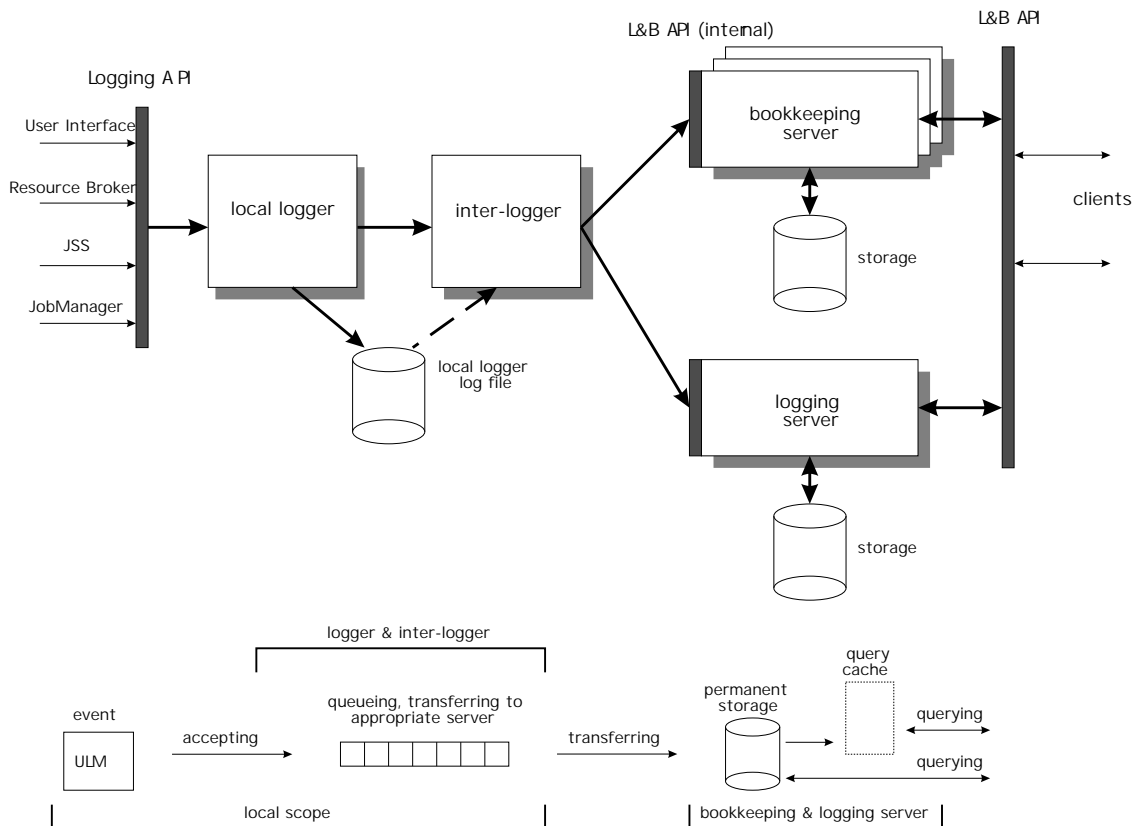 L&B API (internal)
L&B API
Logging API
User Interface
Resource Broker
JSS
JobManager
local logger
inter-logger
bookkeeping
server
clients
storage
local logger
log file
logging
server
storage
logger & inter-logger
event
ULM
accepting
queueing, transferring to
appropriate server
transferring
permanent
storage
query
cache
querying
querying
local scope
bookkeeping & logging server